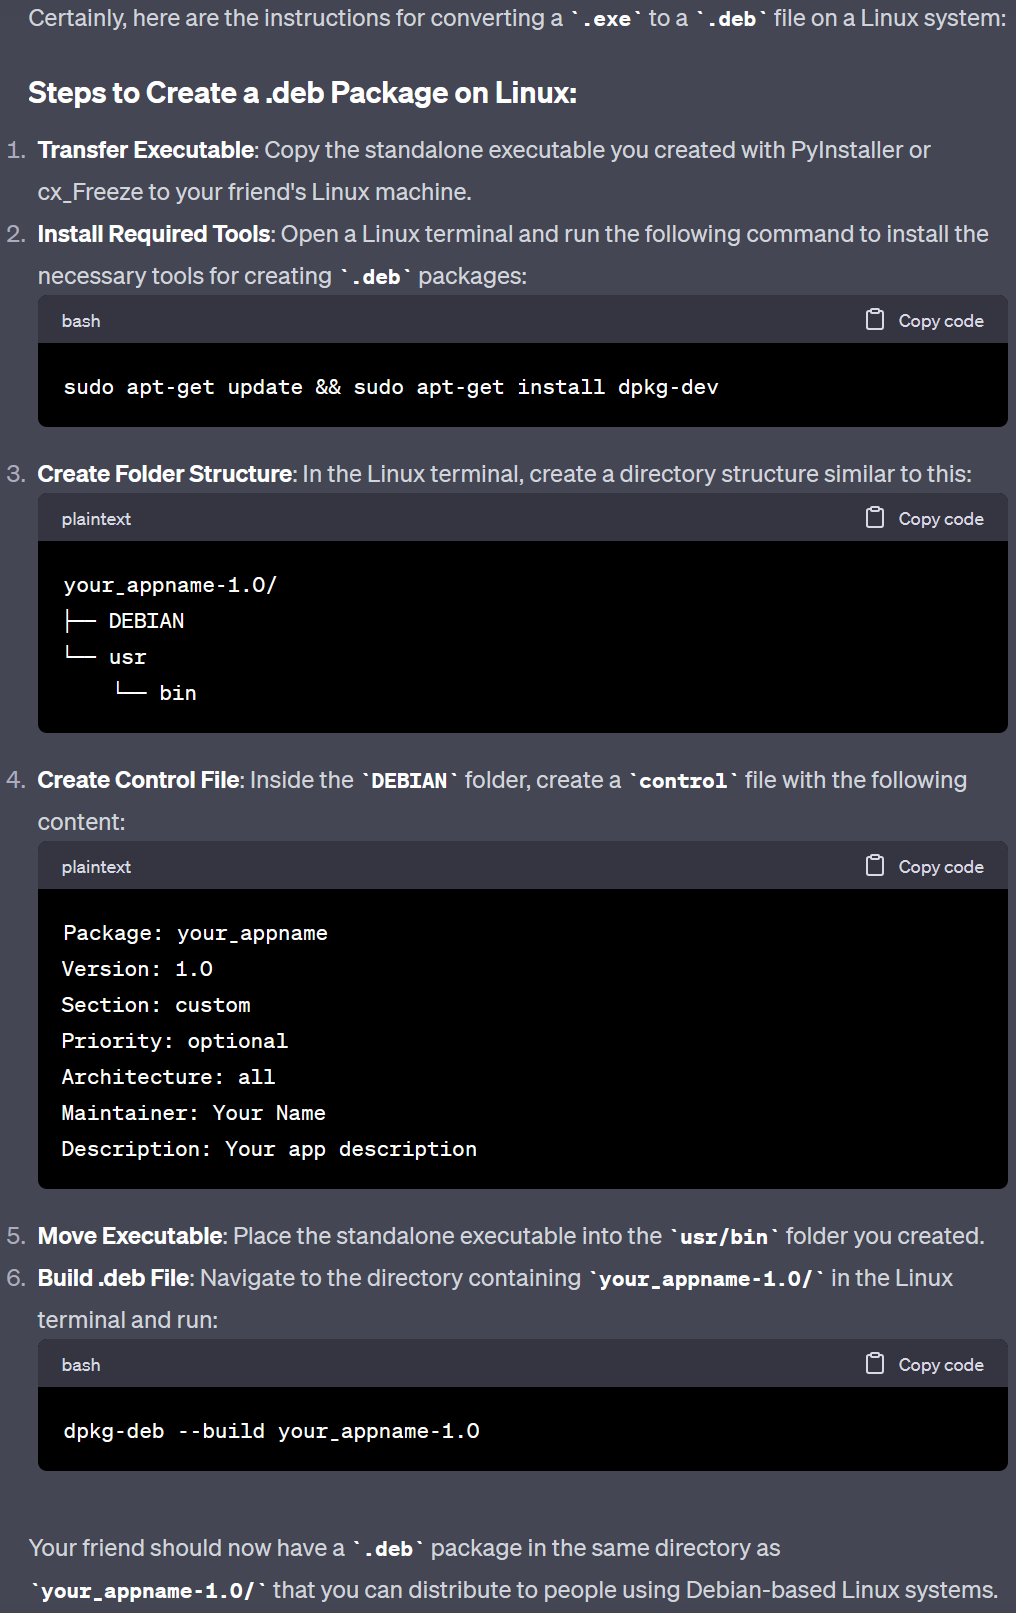 Certainly, here are the instructions for converting a `.exe` to a `.deb` file on a Linux system:
Steps to Create a .deb Package on Linux:
1. Transfer Executable: Copy the standalone executable you created with PyInstaller or
cx_Freeze to your friend's Linux machine.
2. Install Required Tools: Open a Linux terminal and run the following command to install the
necessary tools for creating `.deb` packages:
bash Copy code
sudo apt-get update && sudo apt-get install dpkg-dev
3. Create Folder Structure: In the Linux terminal, create a directory structure similar to this:
plaintext Copy code
your_appname-1.0/
├── DEBIAN
└── usr
    └── bin
4. Create Control File: Inside the `DEBIAN` folder, create a `control` file with the following
content:
plaintext Copy code
Package: your_appname
Version: 1.0
Section: custom
Priority: optional
Architecture: all
Maintainer: Your Name
Description: Your app description
5. Move Executable: Place the standalone executable into the `usr/bin` folder you created.
6. Build .deb File: Navigate to the directory containing `your_appname-1.0/` in the Linux
terminal and run:
bash Copy code
dpkg-deb --build your_appname-1.0
Your friend should now have a `.deb` package in the same directory as
`your_appname-1.0/` that you can distribute to people using Debian-based Linux systems.